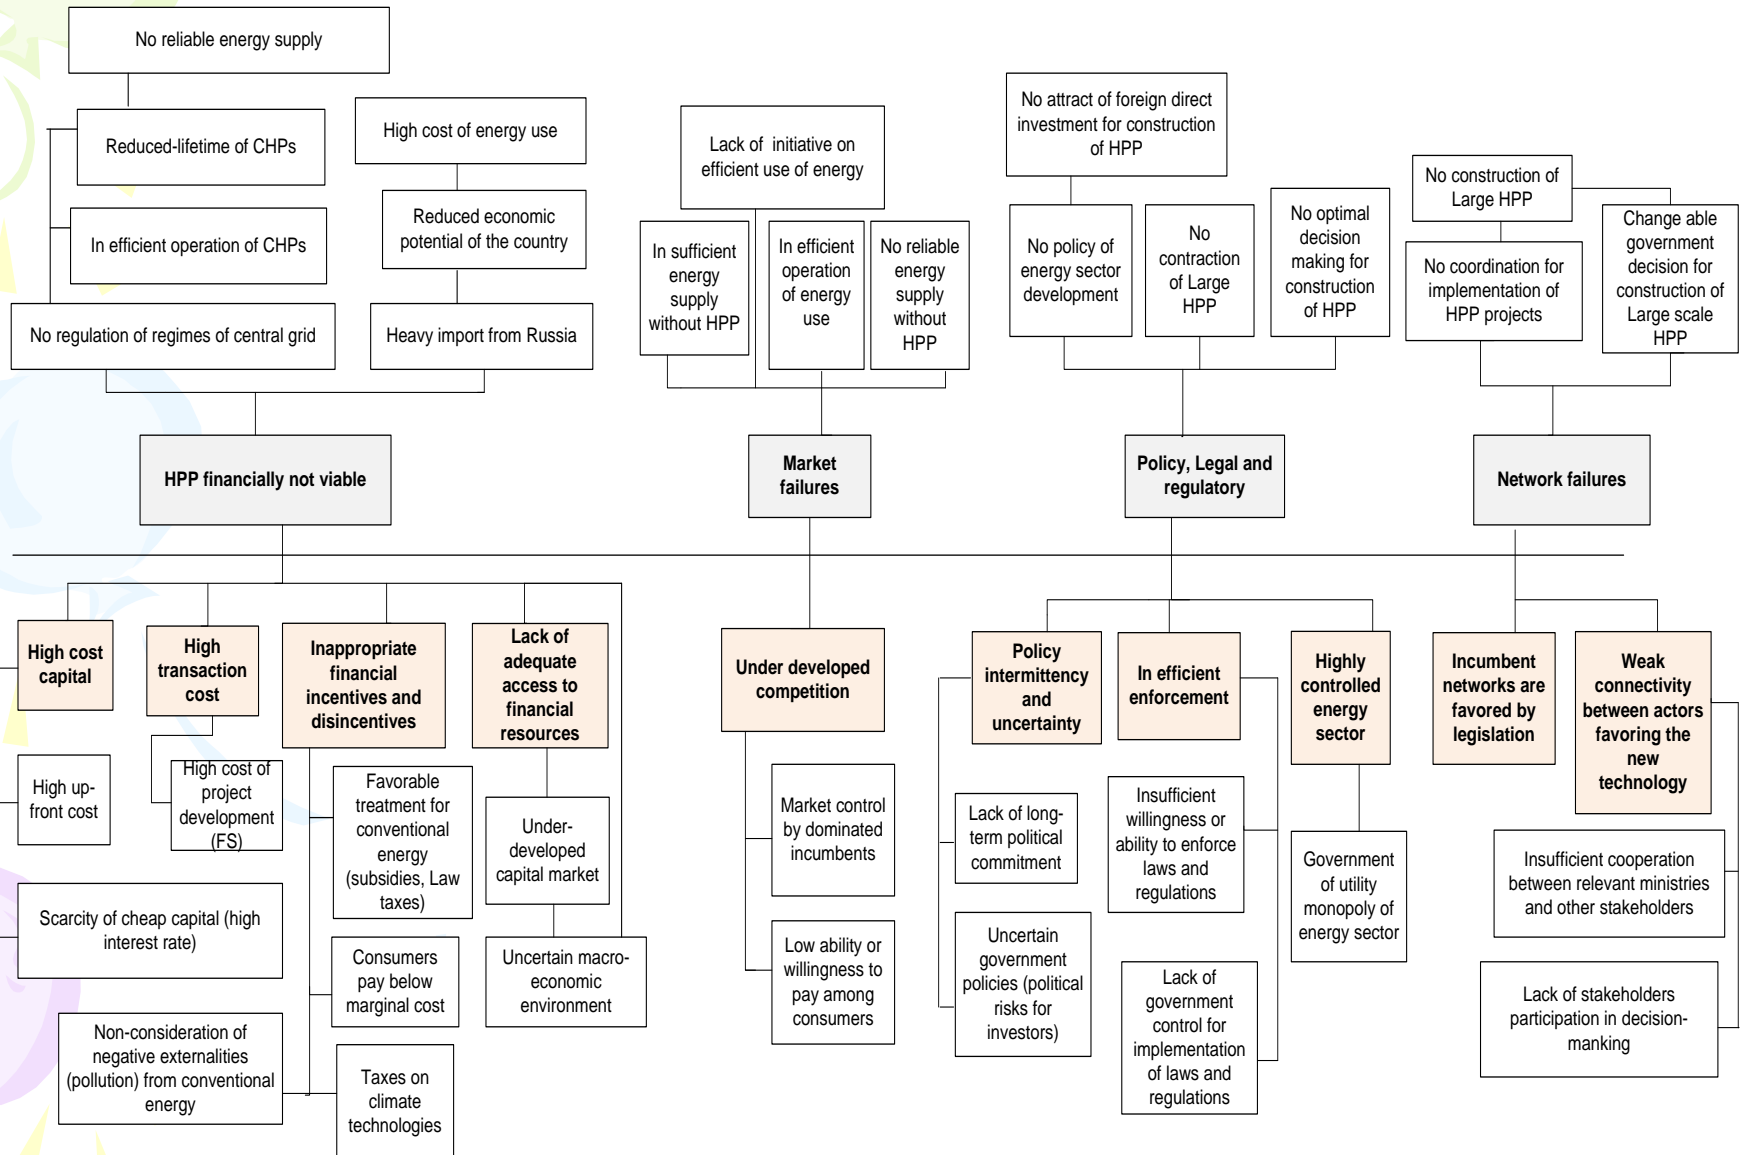 No reliable energy supply
Reduced-lifetime of CHPs
In efficient operation of CHPs
No regulation of regimes of central grid
High cost of energy use
Reduced economic
potential of the country
Heavy import from Russia
Lack of initiative on
efficient use of energy
In sufficient
energy
supply
without HPP
In efficient
operation
of energy
use
No reliable
energy
supply
without
HPP
No attract of foreign direct
investment for construction
of HPP
No policy of
energy sector
development
No
contraction
of Large
HPP
No optimal
decision
making for
construction
of HPP
No construction of
Large HPP
No coordination for
implementation of
HPP projects
Change able
government
decision for
construction of
Large scale
HPP
HPP financially not viable
Market
failures
Policy, Legal and
regulatory
Network failures
High cost
capital
High
transaction
cost
Inappropriate
financial
incentives and
disincentives
Lack of
adequate
access to
financial
resources
Under developed
competition
Policy
intermittency
and
uncertainty
In efficient
enforcement
Highly
controlled
energy
sector
Incumbent
networks are
favored by
legislation
Weak
connectivity
between actors
favoring the
new
technology
High up-
front cost
High cost of
project
development
(FS)
Scarcity of cheap capital (high
interest rate)
Non-consideration of
negative externalities
(pollution) from conventional
energy
Favorable
treatment for
conventional
energy
(subsidies, Law
taxes)
Consumers
pay below
marginal cost
Taxes on
climate
technologies
Under-
developed
capital market
Uncertain macro-
economic
environment
Market control
by dominated
incumbents
Low ability or
willingness to
pay among
consumers
Lack of long-
term political
commitment
Uncertain
government
policies (political
risks for
investors)
Insufficient
willingness or
ability to enforce
laws and
regulations
Lack of
government
control for
implementation
of laws and
regulations
Government
of utility
monopoly of
energy sector
Insufficient cooperation
between relevant ministries
and other stakeholders
Lack of stakeholders
participation in decision-
manking